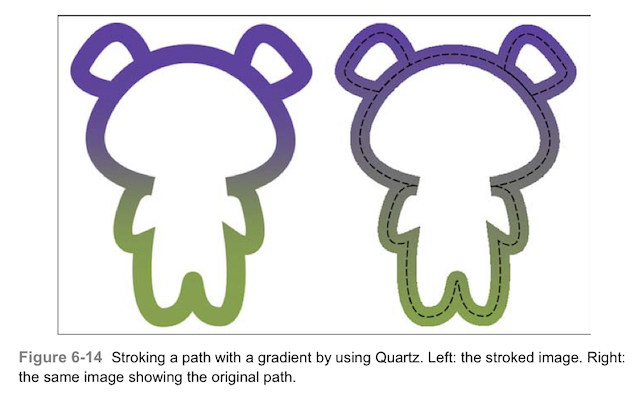 Figure 6-14 Stroking a path with a gradient by using Quartz. Left: the stroked image. Right:
the same image showing the original path.